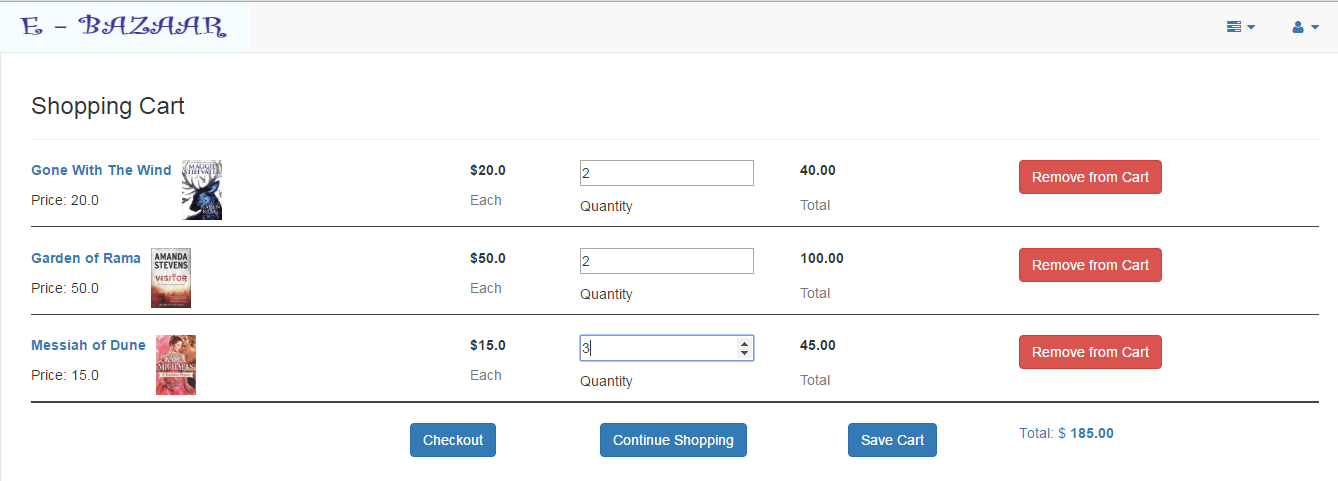 E - BAZAAR
Shopping Cart
Gone With The Wind
Price: 20.0
MAGGIE
STIEFVATER
$20.0
Each
2
Quantity
40.00
Total
Remove from Cart
Garden of Rama
Price: 50.0
AMANDA
STEVENS
VISITOR
$50.0
Each
2
Quantity
100.00
Total
Remove from Cart
Messiah of Dune
Price: 15.0
MICHAELS
$15.0
Each
3
Quantity
45.00
Total
Remove from Cart
Checkout
Continue Shopping
Save Cart
Total: $ 185.00